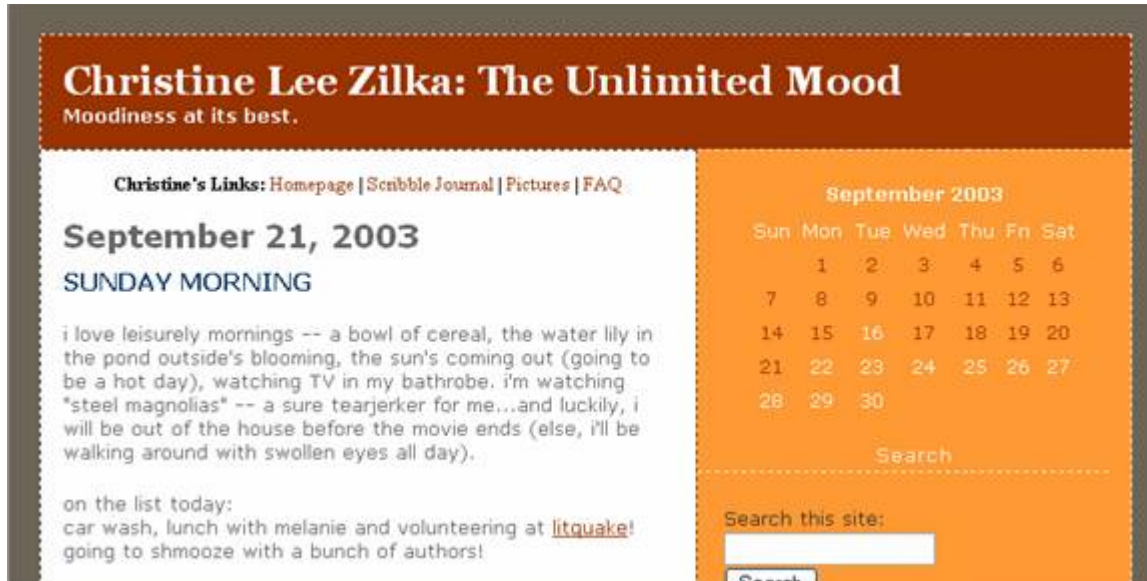 Christine Lee Zilka: The Unlimited Mood
Moodiness at its best.
Christine's Links: Homepage | Scribble Journal | Pictures | FAQ
September 21, 2003
SUNDAY MORNING
i love leisurely mornings -- a bowl of cereal, the water lily in
the pond outside's blooming, the sun's coming out (going to
be a hot day), watching TV in my bathrobe. i'm watching
"steel magnolias" -- a sure tearjerker for me...and luckily, i
will be out of the house before the movie ends (else, i'll be
walking around with swollen eyes all day).
on the list today:
car wash, lunch with melanie and volunteering at litquake!
going to shmooze with a bunch of authors!
September 2003
Sun Mon Tue Wed Thu Fri Sat
1 2 3 4 5 6
7 8 9 10 11 12 13
14 15 16 17 18 19 20
21 22 23 24 25 26 27
28 29 30
Search
Search this site:
Search